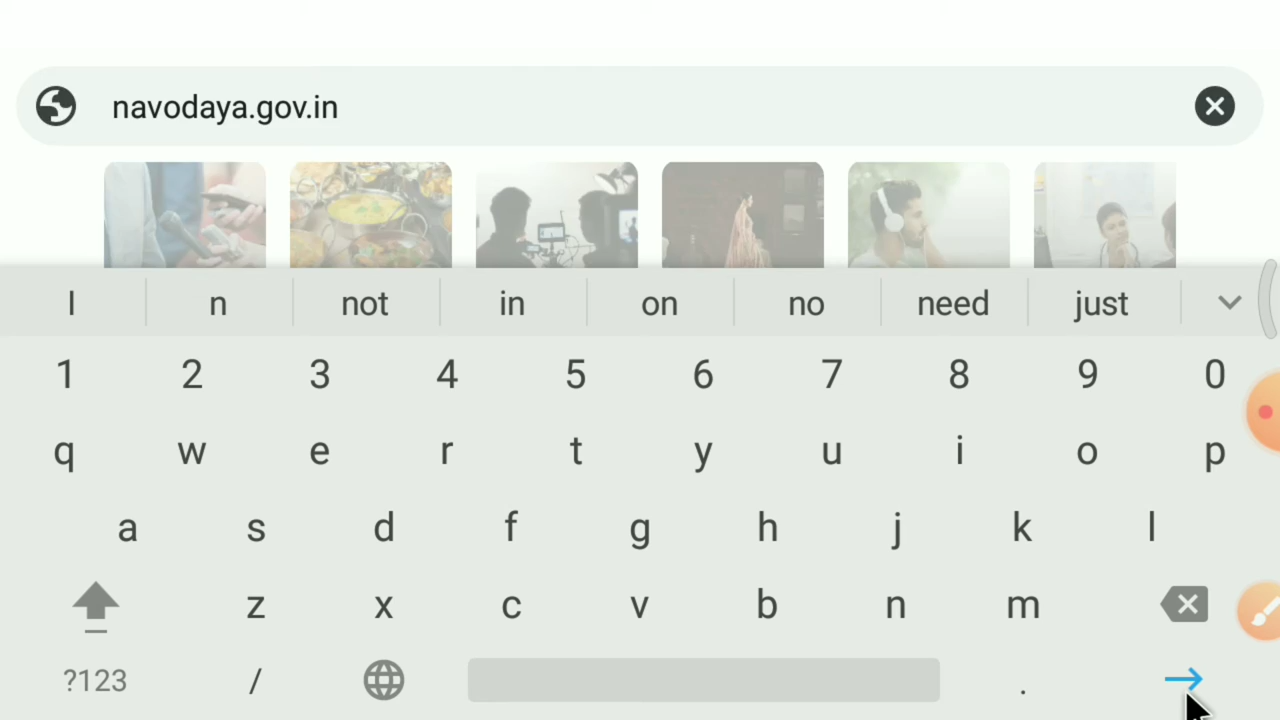 navodaya.gov.in
I n not in on no need just
1 2 3 4 5 6 7 8 9 0
q w e r t y u i o p
a s d f g h j k l
z x c v b n m
?123 / .